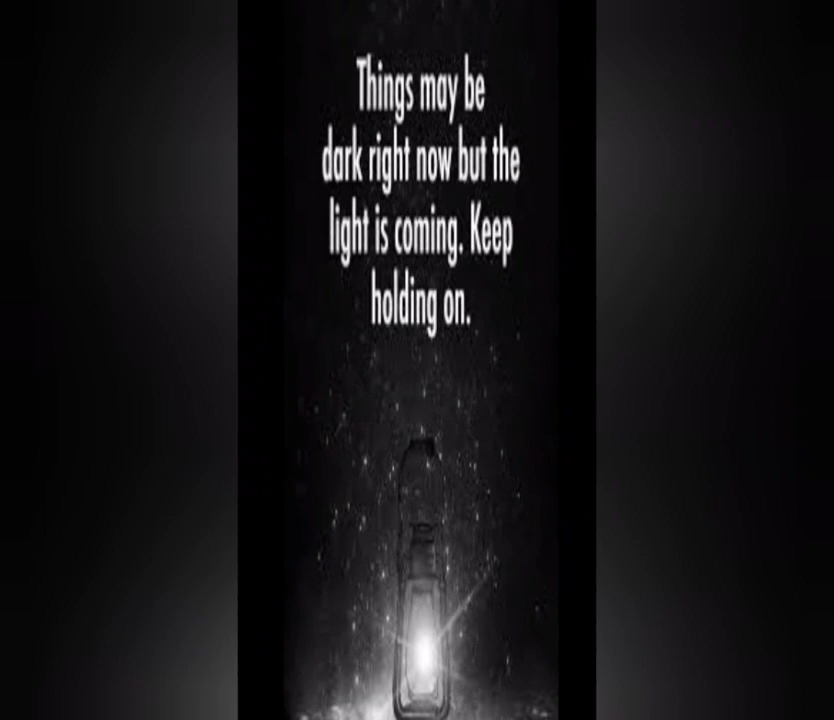 Things may be
dark right now but the
light is coming. Keep
holding on.